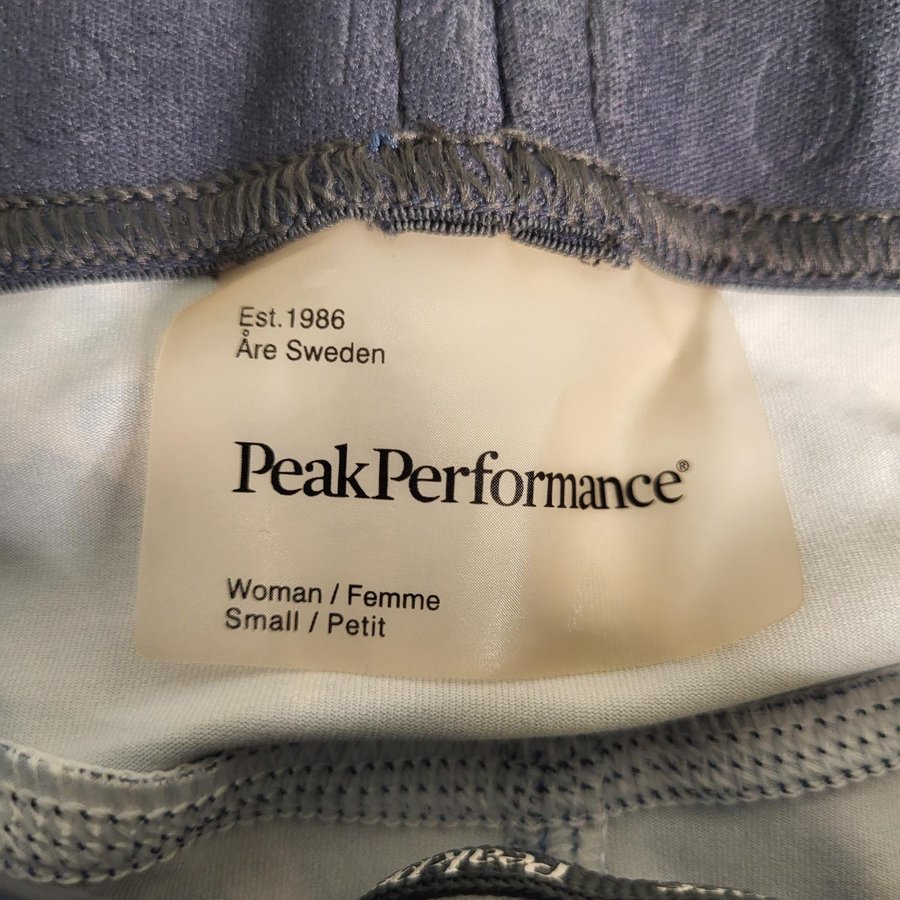 Est.1986
Åre Sweden
PeakPerformance®
Woman / Femme
Small / Petit